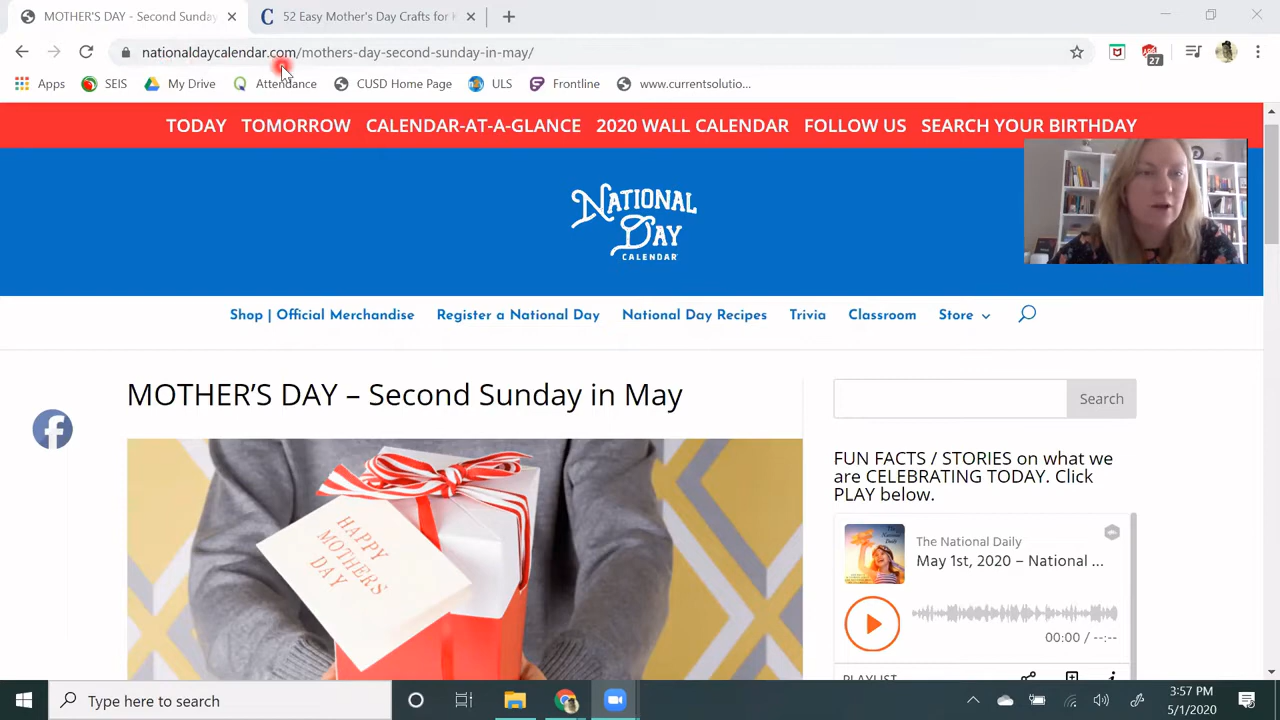 MOTHER'S DAY - Second Sunday
52 Easy Mother's Day Crafts for
nationaldaycalendar.com/mothers-day-second-sunday-in-may/
27
Apps SEIS My Drive Attendance CUSD Home Page ULS Frontline www.currentsolutio...
TODAY TOMORROW CALENDAR-AT-A-GLANCE 2020 WALL CALENDAR FOLLOW US SEARCH YOUR BIRTHDAY
NATIONAL
DAY
CALENDAR
Shop | Official Merchandise Register a National Day National Day Recipes Trivia Classroom Store
MOTHER'S DAY – Second Sunday in May
Search
HAPPY
MOTHERS
DAY
FUN FACTS / STORIES on what we
are CELEBRATING TODAY. Click
PLAY below.
The National Daily
May 1st, 2020 – National ...
00:00 / --:--
PLAYLIST
Type here to search
3:57 PM
5/1/2020